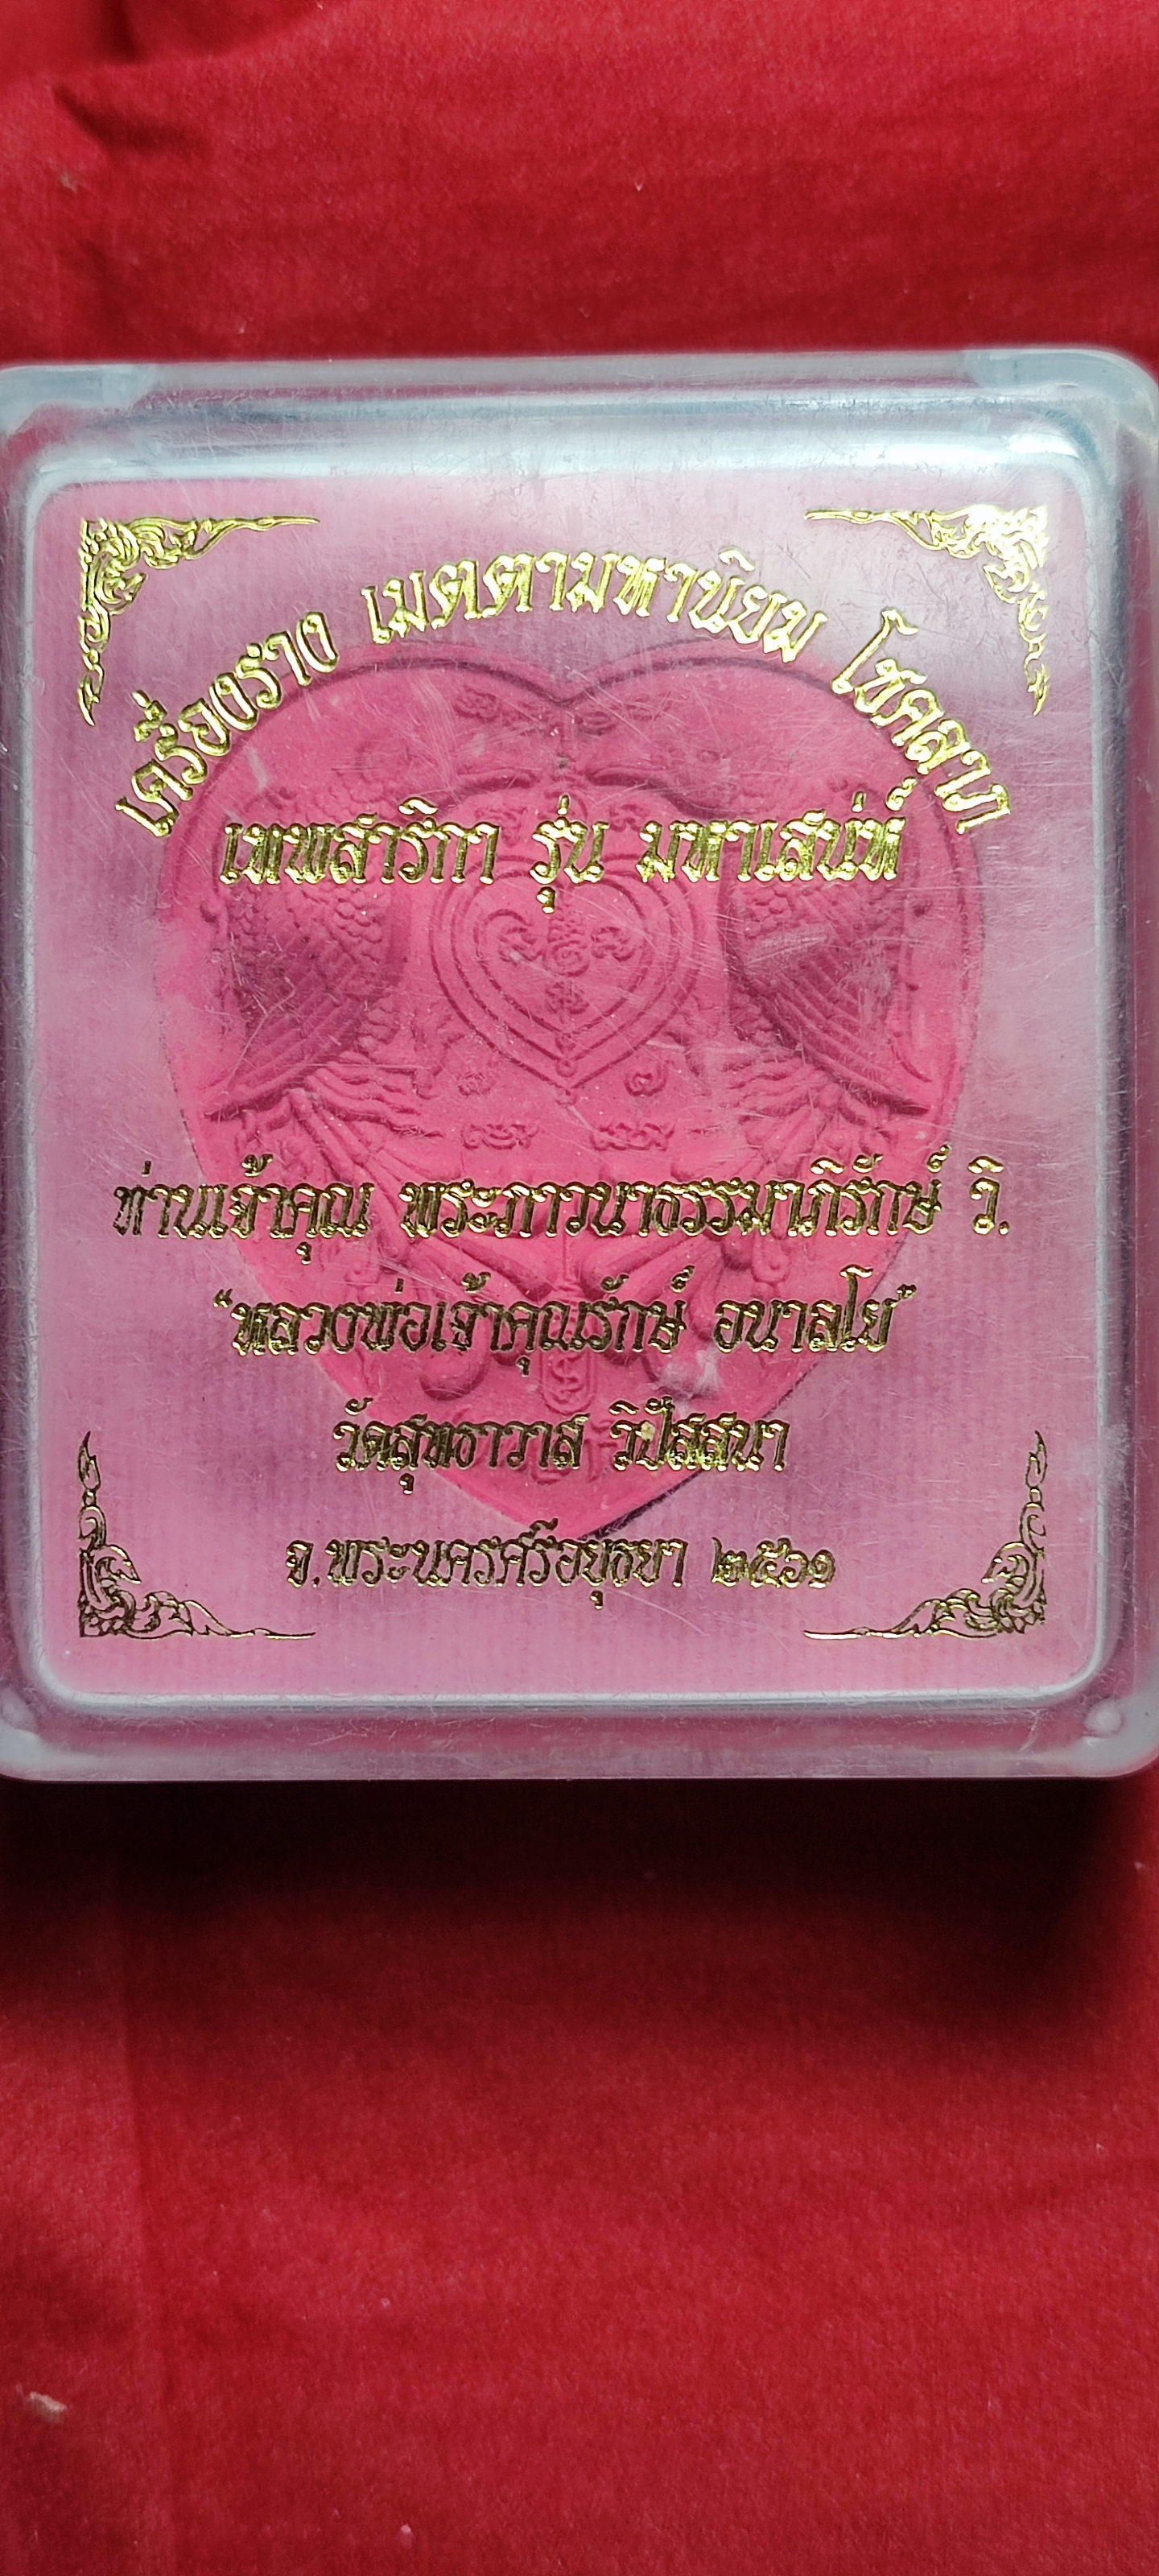 เครื่องราง เมตตามหานิยม โชคลาภ
เทพสาริกา รุ่น มหาเสน่ห์
ท่านเจ้าคุณ พระภาวนาธรรมาภิรักษ์ วิ.
"หลวงพ่อเจ้าคุณรักษ์ อนาลโย"
วัดสุทธาวาส วิปัสสนา
จ.พระนครศรีอยุธยา ๒๕๖๑